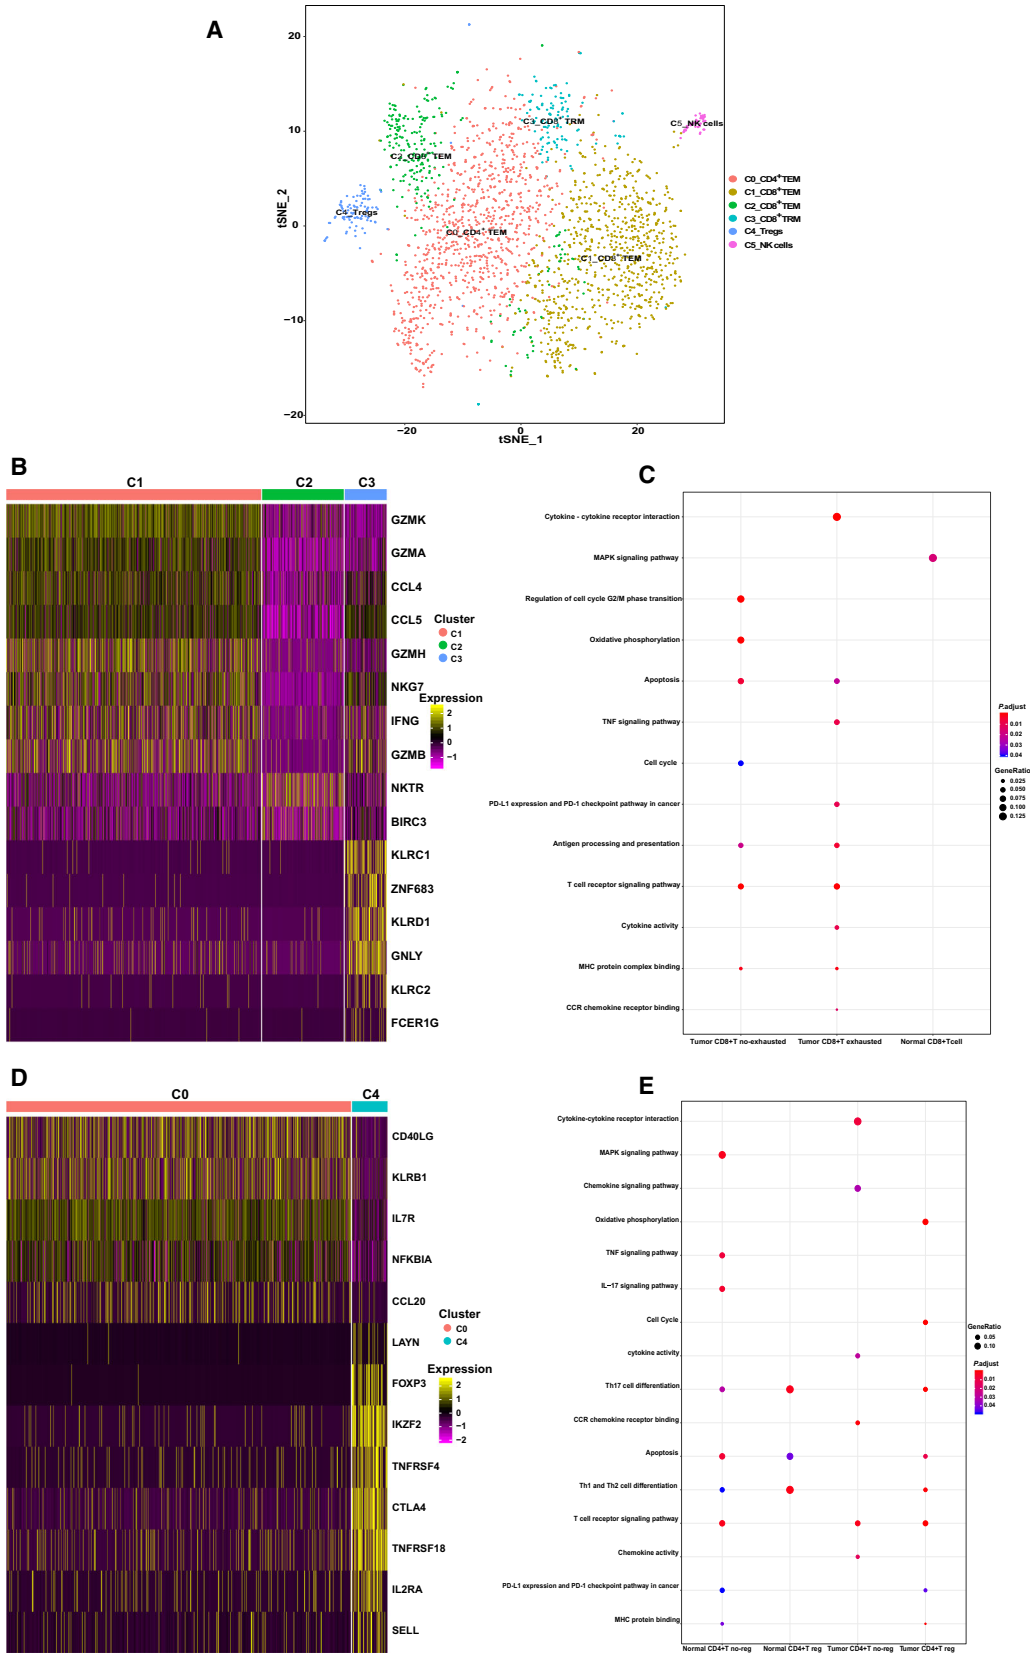 A
20
10
0
−10
−20
−20
0
20
tSNE_1
tSNE_2
C3_CD8+ TRM
C5_NK cells
C2_CD8+ TEM
C4_Tregs
C0_CD4+ TEM
C1_CD8+ TEM
C0_CD4+TEM
C1_CD8+TEM
C2_CD8+TEM
C3_CD8+TRM
C4_Tregs
C5_NK cells
B
C1
C2
C3
GZMK
GZMA
CCL4
CCL5
GZMH
NKG7
IFNG
GZMB
NKTR
BIRC3
KLRC1
ZNF683
KLRD1
GNLY
KLRC2
FCER1G
Cluster
C1
C2
C3
Expression
2
1
0
−1
C
Cytokine - cytokine receptor interaction
MAPK signaling pathway
Regulation of cell cycle G2/M phase transition
Oxidative phosphorylation
Apoptosis
TNF signaling pathway
Cell cycle
PD-L1 expression and PD-1 checkpoint pathway in cancer
Antigen processing and presentation
T cell receptor signaling pathway
Cytokine activity
MHC protein complex binding
CCR chemokine receptor binding
Tumor CD8+T no-exhausted
Tumor CD8+T exhausted
Normal CD8+Tcell
P.adjust
0.01
0.02
0.03
0.04
GeneRatio
0.025
0.050
0.075
0.100
0.125
D
C0
C4
CD40LG
KLRB1
IL7R
NFKBIA
CCL20
LAYN
FOXP3
IKZF2
TNFRSF4
CTLA4
TNFRSF18
IL2RA
SELL
Cluster
C0
C4
Expression
2
1
0
−1
−2
E
Cytokine-cytokine receptor interaction
MAPK signaling pathway
Chemokine signaling pathway
Oxidative phosphorylation
TNF signaling pathway
IL−17 signaling pathway
Cell Cycle
cytokine activity
Th17 cell differentiation
CCR chemokine receptor binding
Apoptosis
Th1 and Th2 cell differentiation
T cell receptor signaling pathway
Chemokine activity
PD-L1 expression and PD-1 checkpoint pathway in cancer
MHC protein binding
Normal CD4+T no-reg
Normal CD4+T reg
Tumor CD4+T no-reg
Tumor CD4+T reg
GeneRatio
0.05
0.10
P.adjust
0.01
0.02
0.03
0.04